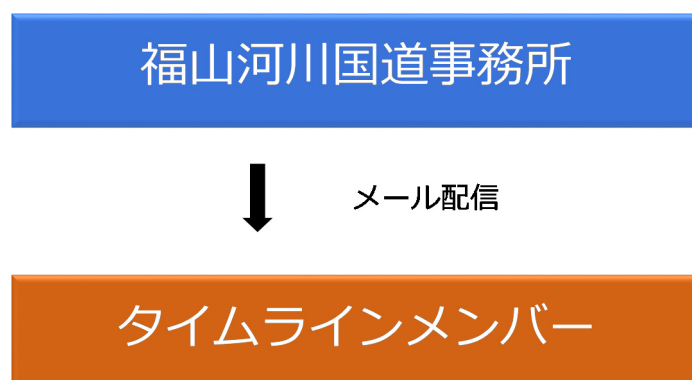 福山河川国道事務所
メール配信
タイムラインメンバー